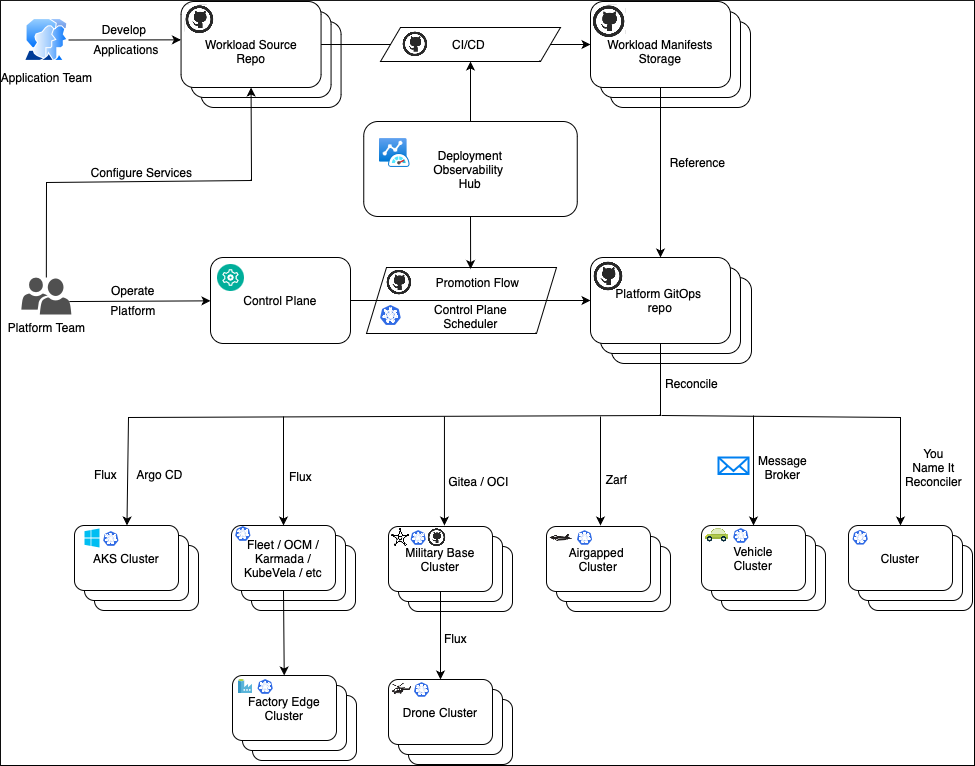 Develop
Applications
Application Team
Workload Source
Repo
CI/CD
Workload Manifests
Storage
Deployment
Observability
Hub
Configure Services
Reference
Operate
Platform
Platform Team
Control Plane
Promotion Flow
Control Plane
Scheduler
Platform GitOps
repo
Reconcile
Flux
Argo CD
Flux
Gitea / OCI
Zarf
Message
Broker
You
Name It
Reconciler
AKS Cluster
Fleet / OCM /
Karmada /
KubeVela / etc
Military Base
Cluster
Airgapped
Cluster
Vehicle
Cluster
Cluster
Flux
Factory Edge
Cluster
Drone Cluster